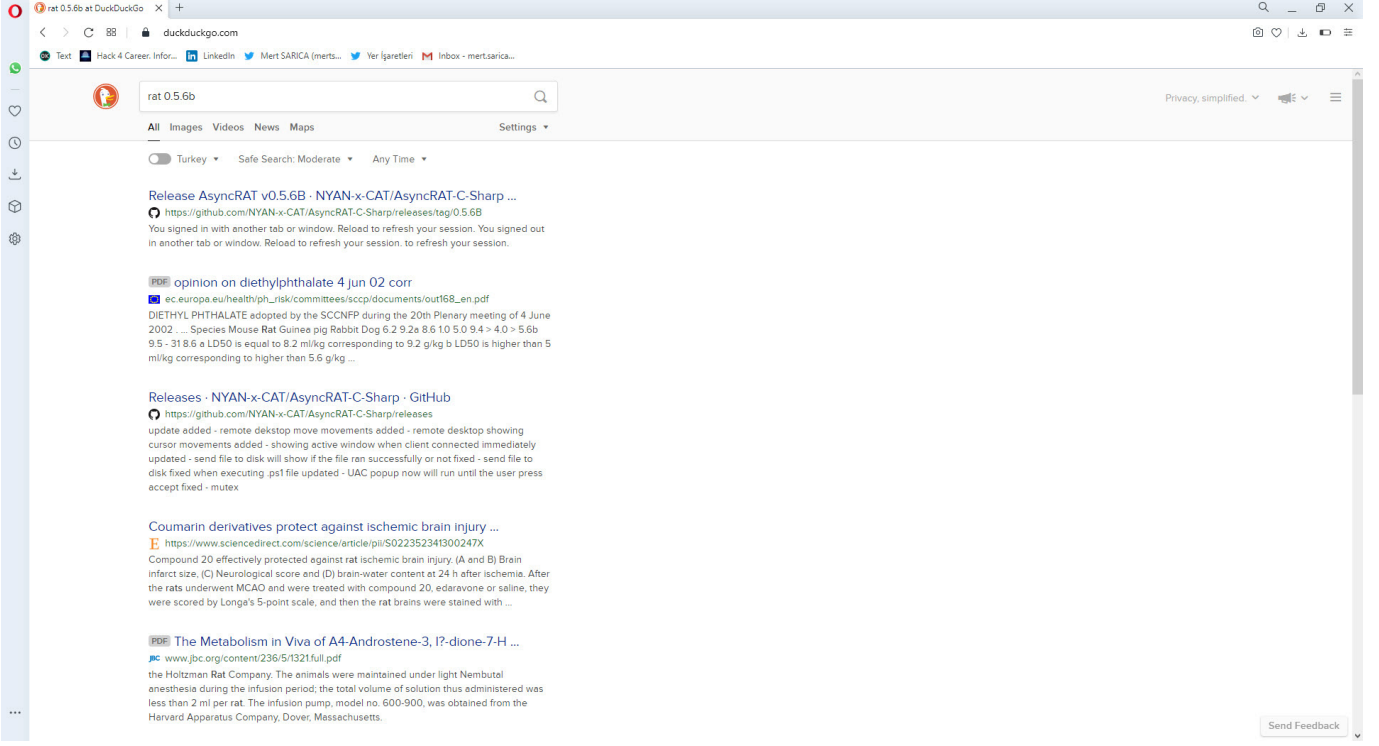 rat 0.5.6b at DuckDuckGo
duckduckgo.com
Text Hack 4 Career. Infor... LinkedIn Mert SARICA (merts... Yer İşaretleri Inbox - mert.sarica...
rat 0.5.6b
Privacy, simplified.
All Images Videos News Maps Settings
Turkey Safe Search: Moderate Any Time
Release AsyncRAT v0.5.6B · NYAN-x-CAT/AsyncRAT-C-Sharp ...
https://github.com/NYAN-x-CAT/AsyncRAT-C-Sharp/releases/tag/0.5.6B
You signed in with another tab or window. Reload to refresh your session. You signed out
in another tab or window. Reload to refresh your session. to refresh your session.
PDF opinion on diethylphthalate 4 jun 02 corr
ec.europa.eu/health/ph_risk/committees/sccp/documents/out168_en.pdf
DIETHYL PHTHALATE adopted by the SCCNFP during the 20th Plenary meeting of 4 June
2002 . ... Species Mouse Rat Guinea pig Rabbit Dog 6.2 9.2a 8.6 1.0 5.0 9.4 > 4.0 > 5.6b
9.5 - 31 8.6 a LD50 is equal to 8.2 ml/kg corresponding to 9.2 g/kg b LD50 is higher than 5
ml/kg corresponding to higher than 5.6 g/kg ...
Releases · NYAN-x-CAT/AsyncRAT-C-Sharp · GitHub
https://github.com/NYAN-x-CAT/AsyncRAT-C-Sharp/releases
update added - remote dekstop move movements added - remote desktop showing
cursor movements added - showing active window when client connected immediately
updated - send file to disk will show if the file ran successfully or not fixed - send file to
disk fixed when executing .ps1 file updated - UAC popup now will run until the user press
accept fixed - mutex
Coumarin derivatives protect against ischemic brain injury ...
https://www.sciencedirect.com/science/article/pii/S022352341300247X
Compound 20 effectively protected against rat ischemic brain injury. (A and B) Brain
infarct size, (C) Neurological score and (D) brain-water content at 24 h after ischemia. After
the rats underwent MCAO and were treated with compound 20, edaravone or saline, they
were scored by Longa's 5-point scale, and then the rat brains were stained with ...
PDF The Metabolism in Viva of A4-Androstene-3, I?-dione-7-H ...
www.jbc.org/content/236/5/1321.full.pdf
the Holtzman Rat Company. The animals were maintained under light Nembutal
anesthesia during the infusion period; the total volume of solution thus administered was
less than 2 ml per rat. The infusion pump, model no. 600-900, was obtained from the
Harvard Apparatus Company, Dover, Massachusetts.
Send Feedback